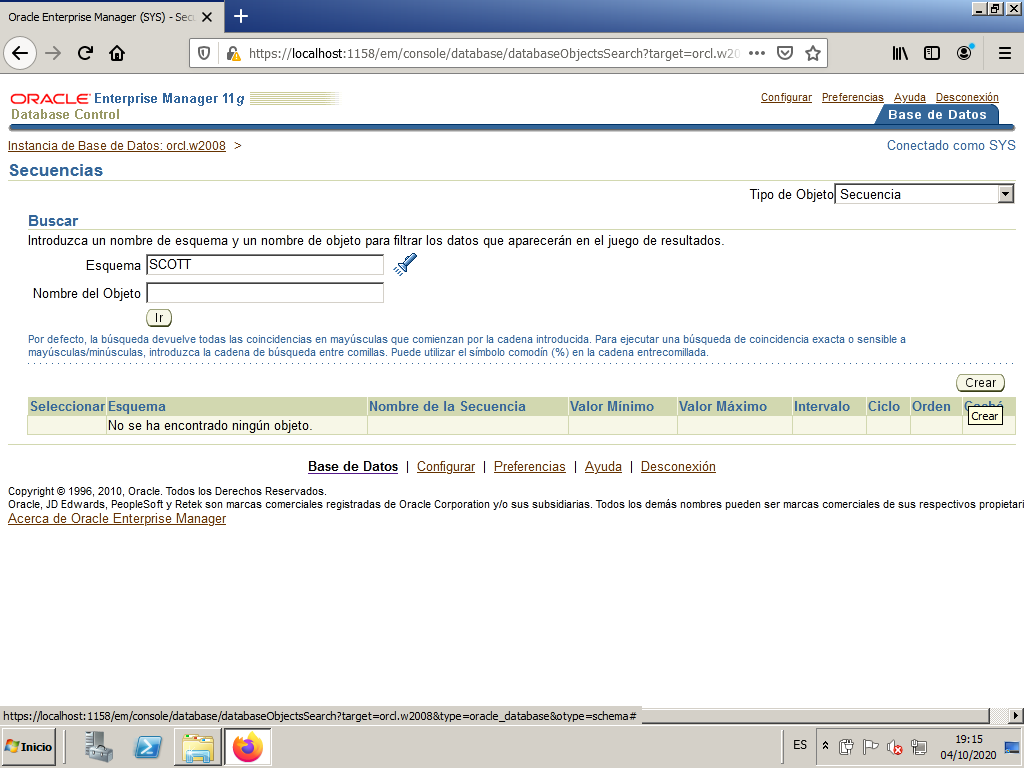 Oracle Enterprise Manager (SYS) - Sec
https://localhost:1158/em/console/database/databaseObjectsSearch?target=orcl.w20
ORACLE Enterprise Manager 11g
Database Control
Configurar Preferencias Ayuda Desconexión
Base de Datos
Instancia de Base de Datos: orcl.w2008 >
Conectado como SYS
Secuencias
Tipo de Objeto Secuencia
Buscar
Introduzca un nombre de esquema y un nombre de objeto para filtrar los datos que aparecerán en el juego de resultados.
Esquema SCOTT
Nombre del Objeto
Ir
Por defecto, la búsqueda devuelve todas las coincidencias en mayúsculas que comienzan por la cadena introducida. Para ejecutar una búsqueda de coincidencia exacta o sensible a
mayúsculas/minúsculas, introduzca la cadena de búsqueda entre comillas. Puede utilizar el símbolo comodín (%) en la cadena entrecomillada.
Crear
Seleccionar Esquema Nombre de la Secuencia Valor Mínimo Valor Máximo Intervalo Ciclo Orden
Crear
No se ha encontrado ningún objeto.
Base de Datos | Configurar | Preferencias | Ayuda | Desconexión
Copyright © 1996, 2010, Oracle. Todos los Derechos Reservados.
Oracle, JD Edwards, PeopleSoft y Retek son marcas comerciales registradas de Oracle Corporation y/o sus subsidiarias. Todos los demás nombres pueden ser marcas comerciales de sus respectivos propietari
Acerca de Oracle Enterprise Manager
https://localhost:1158/em/console/database/databaseObjectsSearch?target=orcl.w2008&type=oracle_database&otype=schema#
Inicio
ES
19:15
04/10/2020